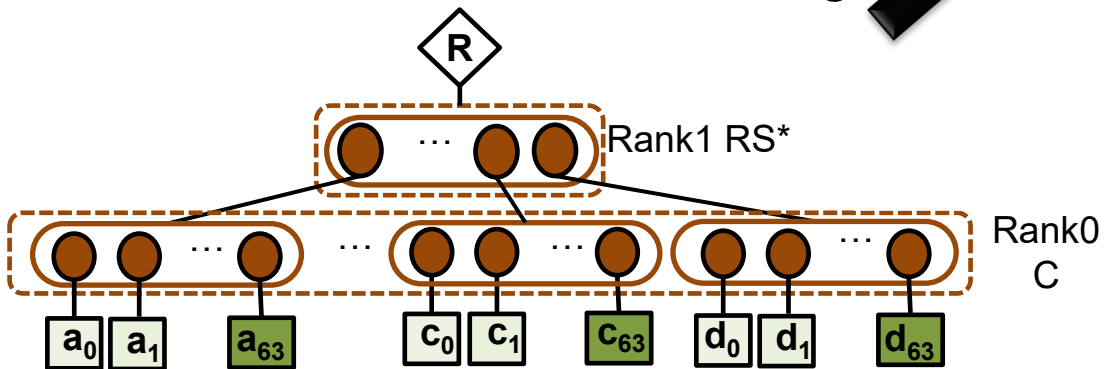 R
... Rank1 RS*
... ... ... ... Rank0
C
a₀ a₁ a₆₃ c₀ c₁ c₆₃ d₀ d₁ d₆₃